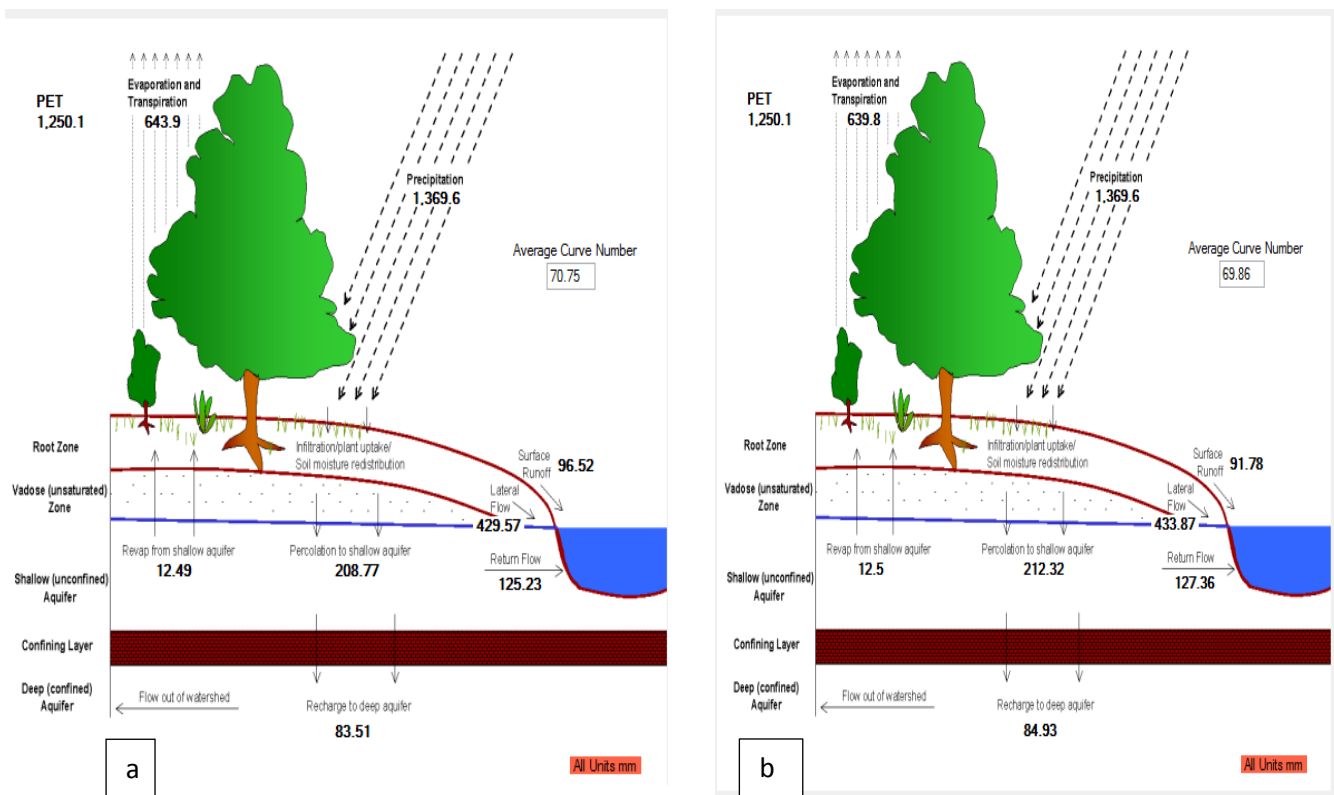 Evaporation and
Transpiration
643.9
PET
1,250.1
Precipitation
1,369.6
Average Curve Number
70.75
Root Zone
Infiltration/plant uptake/
Soil moisture redistribution
Surface
Runoff
96.52
Vadose (unsaturated)
Zone
Lateral
Flow
429.57
Revap from shallow aquifer
12.49
Percolation to shallow aquifer
208.77
Return Flow
125.23
Shallow (unconfined)
Aquifer
Confining Layer
Deep (confined)
Aquifer
Flow out of watershed
Recharge to deep aquifer
83.51
a
All Units mm
Evaporation and
Transpiration
639.8
PET
1,250.1
Precipitation
1,369.6
Average Curve Number
69.86
Root Zone
Infiltration/plant uptake/
Soil moisture redistribution
Surface
Runoff
91.78
Vadose (unsaturated)
Zone
Lateral
Flow
433.87
Revap from shallow aquifer
12.5
Percolation to shallow aquifer
212.32
Return Flow
127.36
Shallow (unconfined)
Aquifer
Confining Layer
Deep (confined)
Aquifer
Flow out of watershed
Recharge to deep aquifer
84.93
b
All Units mm